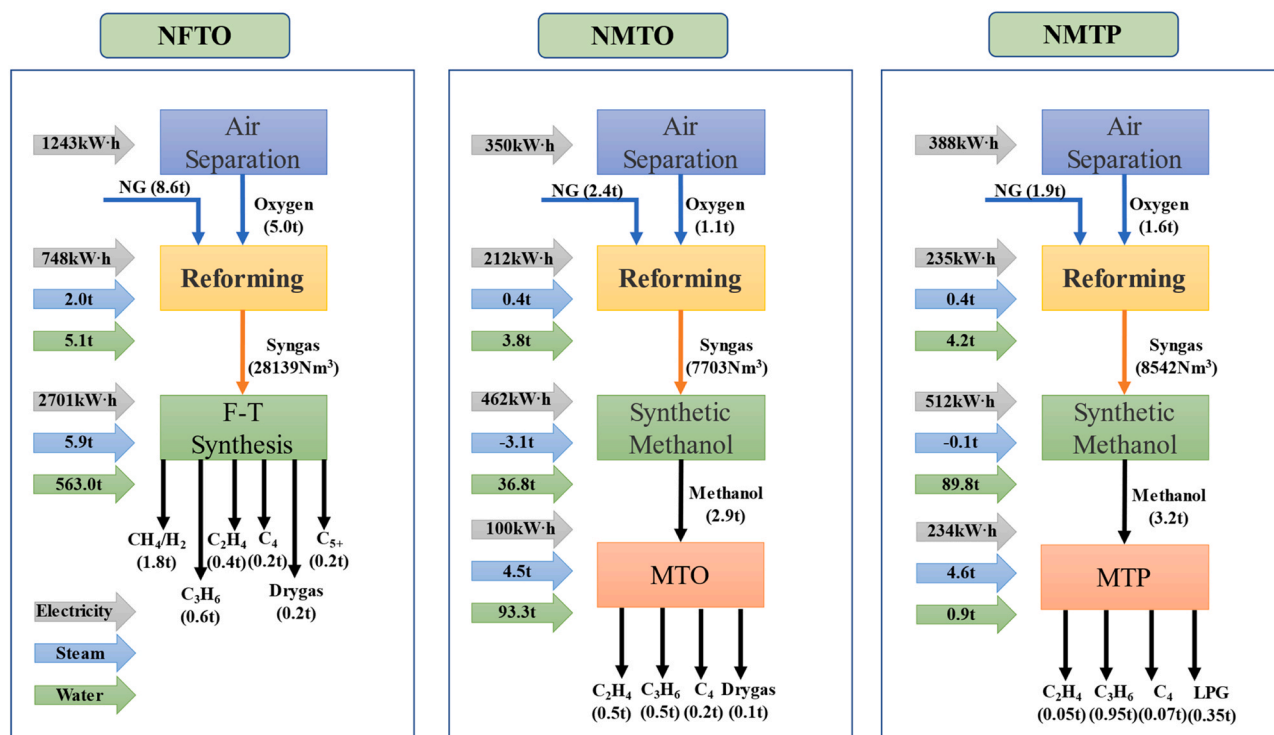 NFTO
1243kW·h
Air
Separation
NG (8.6t)
Oxygen
(5.0t)
748kW·h
2.0t
5.1t
Reforming
Syngas
(28139Nm³)
2701kW·h
5.9t
563.0t
F-T
Synthesis
CH₄/H₂
(1.8t)
C₃H₆
(0.6t)
C₂H₄
(0.4t)
C₄
(0.2t)
Drygas
(0.2t)
C₅₊
(0.2t)
Electricity
Steam
Water
NMTO
350kW·h
Air
Separation
NG (2.4t)
Oxygen
(1.1t)
212kW·h
0.4t
3.8t
Reforming
Syngas
(7703Nm³)
462kW·h
-3.1t
36.8t
Synthetic
Methanol
Methanol
(2.9t)
100kW·h
4.5t
93.3t
MTO
C₂H₄
(0.5t)
C₃H₆
(0.5t)
C₄
(0.2t)
Drygas
(0.1t)
NMTP
388kW·h
Air
Separation
NG (1.9t)
Oxygen
(1.6t)
235kW·h
0.4t
4.2t
Reforming
Syngas
(8542Nm³)
512kW·h
-0.1t
89.8t
Synthetic
Methanol
Methanol
(3.2t)
234kW·h
4.6t
0.9t
MTP
C₂H₄
(0.05t)
C₃H₆
(0.95t)
C₄
(0.07t)
LPG
(0.35t)